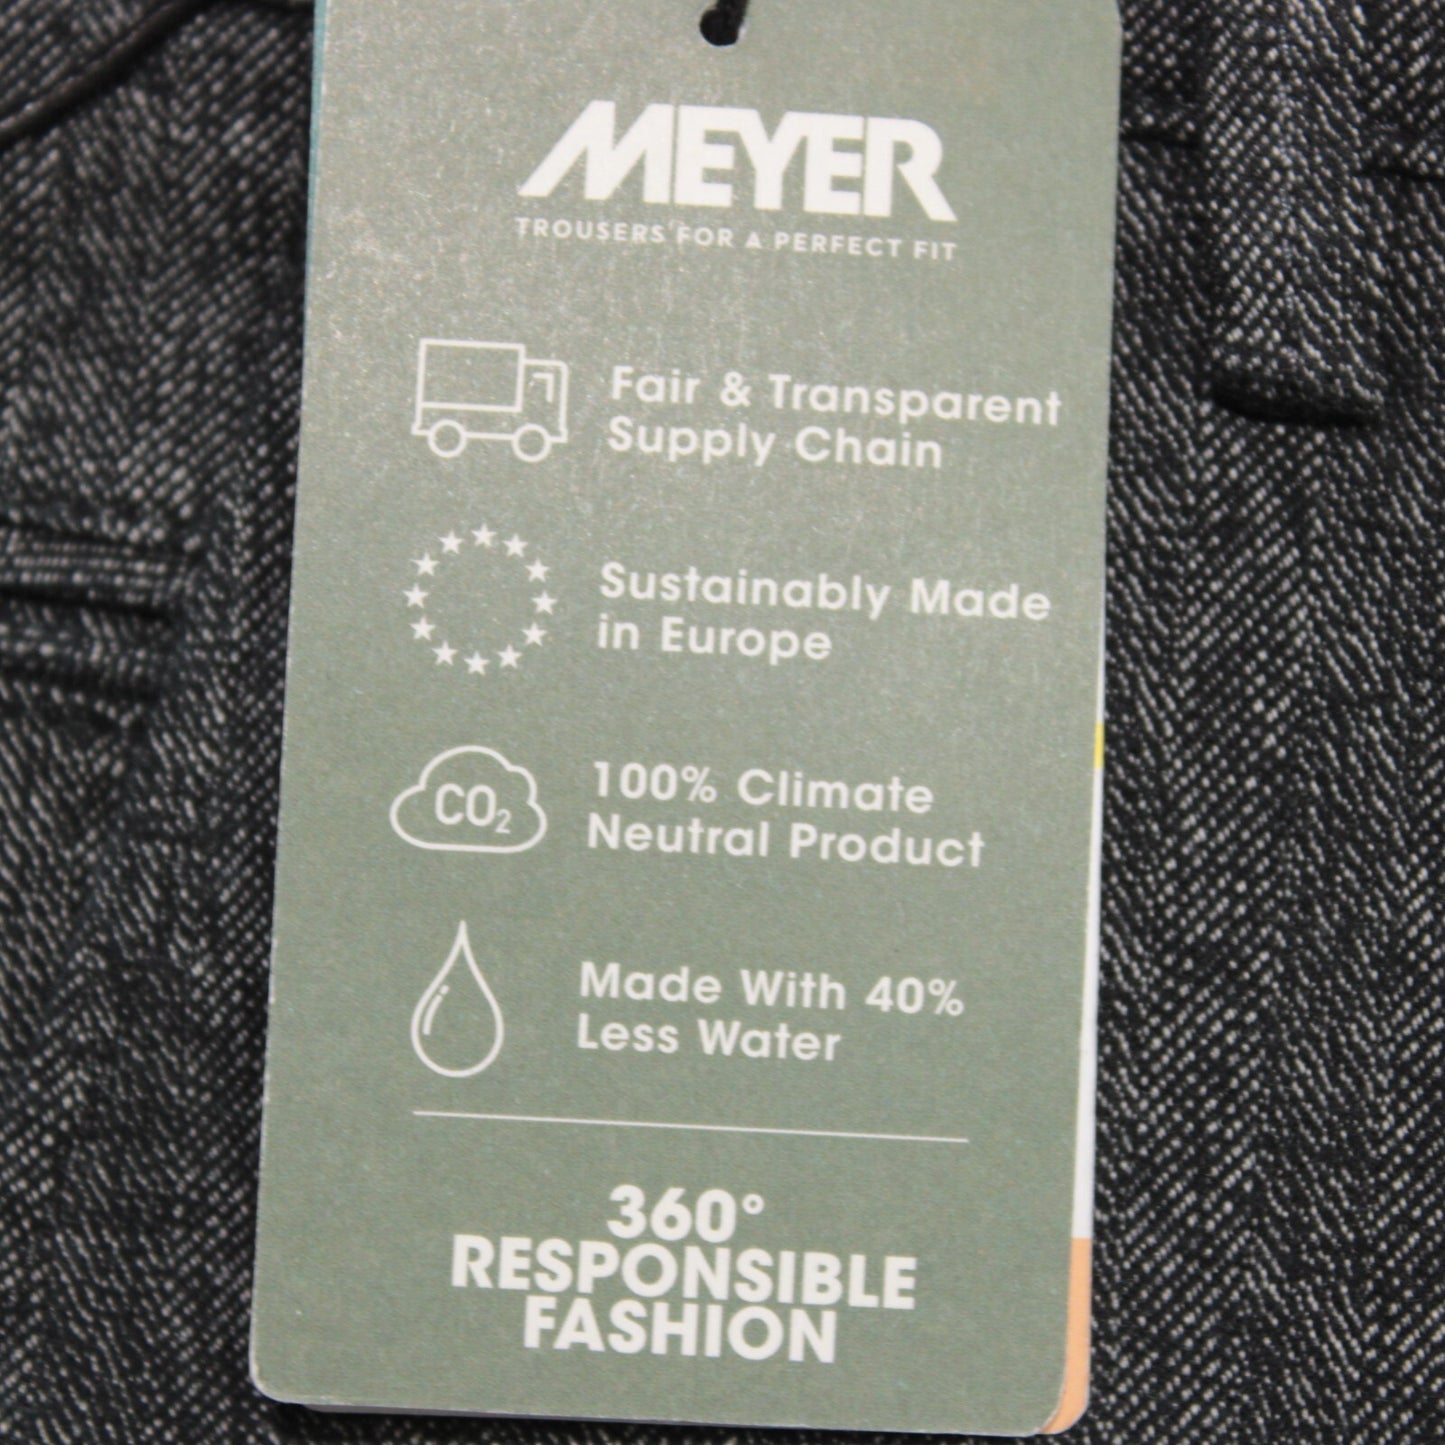 MEYER
TROUSERS FOR A PERFECT FIT
Fair & Transparent
Supply Chain
Sustainably Made
in Europe
CO₂
100% Climate
Neutral Product
Made With 40%
Less Water
360°
RESPONSIBLE
FASHION